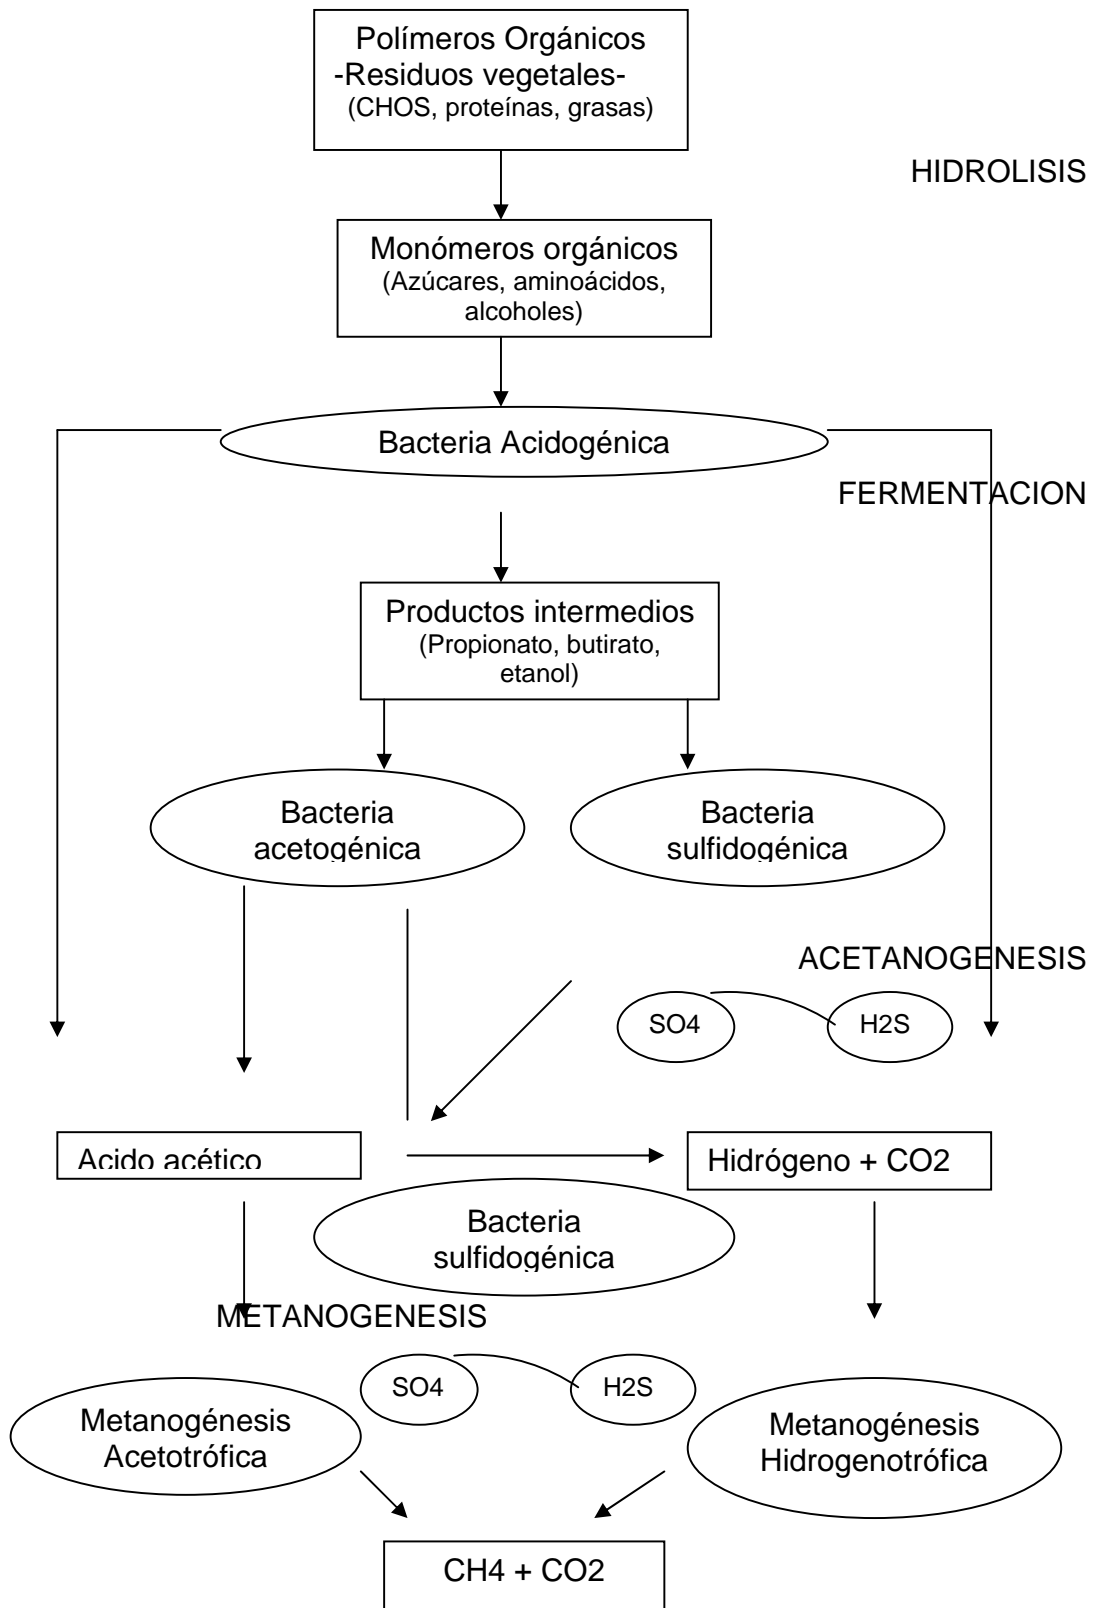 Polímeros Orgánicos
-Residuos vegetales-
(CHOS, proteínas, grasas)
HIDROLISIS
Monómeros orgánicos
(Azúcares, aminoácidos,
alcoholes)
Bacteria Acidogénica
FERMENTACION
Productos intermedios
(Propionato, butirato,
etanol)
Bacteria
acetogénica
Bacteria
sulfidogénica
ACETANOGENESIS
SO4
H2S
Acido acético
Hidrógeno + CO2
Bacteria
sulfidogénica
METANOGENESIS
SO4
H2S
Metanogénesis
Acetotrófica
Metanogénesis
Hidrogenotrófica
CH4 + CO2